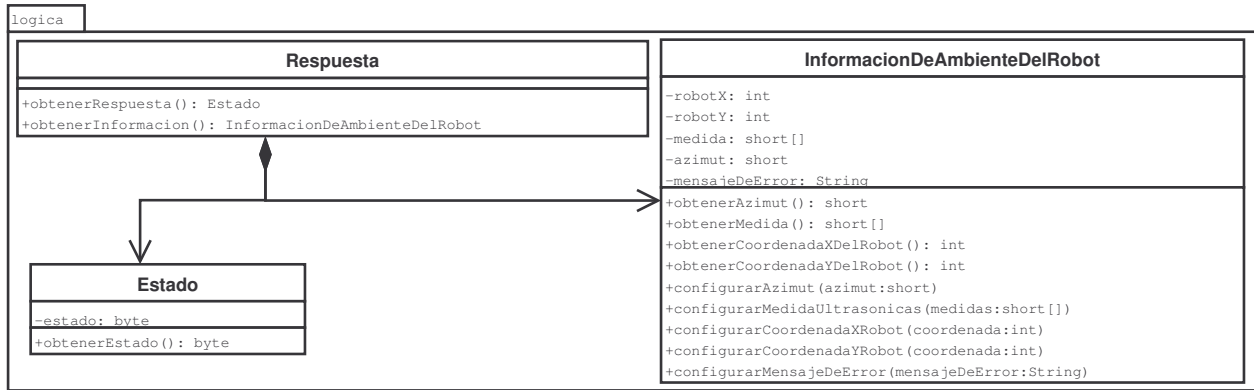 logica
Respuesta
+obtenerRespuesta(): Estado
+obtenerInformacion(): InformacionDeAmbienteDelRobot
InformacionDeAmbienteDelRobot
-robotX: int
-robotY: int
-medida: short[]
-azimut: short
-mensajeDeError: String
+obtenerAzimut(): short
+obtenerMedida(): short[]
+obtenerCoordenadaXDelRobot(): int
+obtenerCoordenadaYDelRobot(): int
+configurarAzimut(azimut:short)
+configurarMedidaUltrasonicas(medidas:short[])
+configurarCoordenadaXRobot(coordenada:int)
+configurarCoordenadaYRobot(coordenada:int)
+configurarMensajeDeError(mensajeDeError:String)
Estado
-estado: byte
+obtenerEstado(): byte